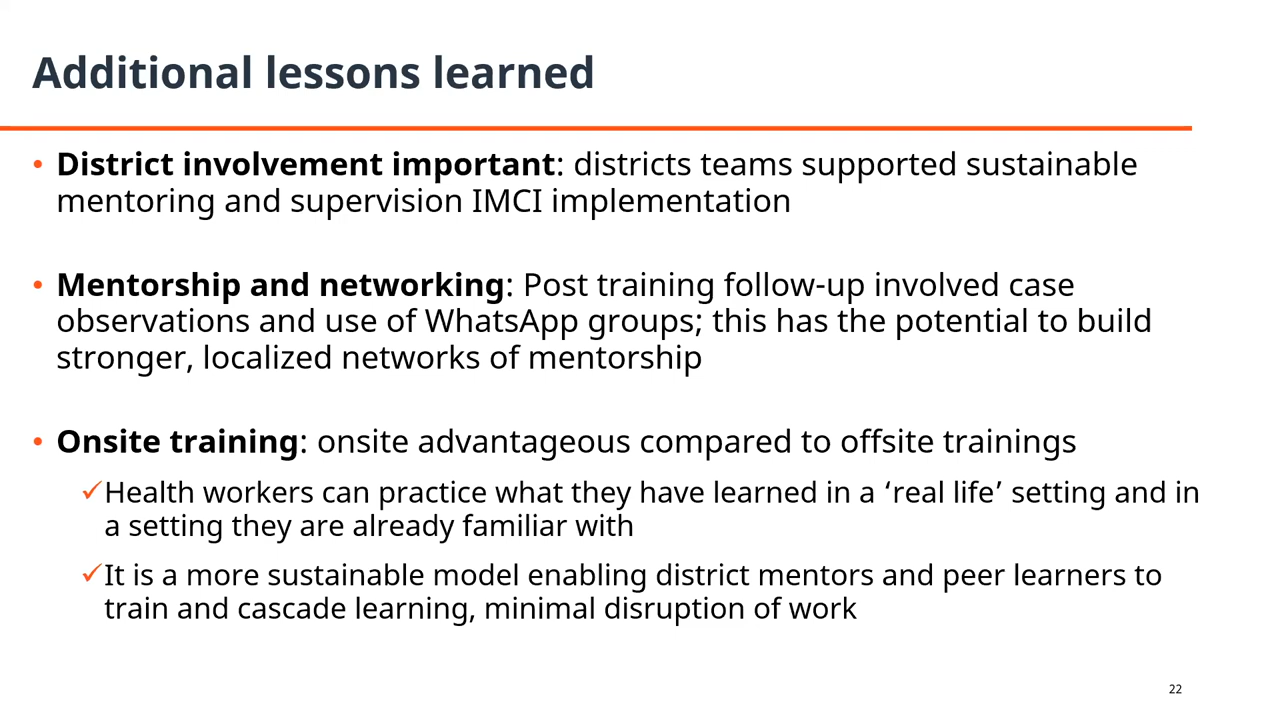 Additional lessons learned
• District involvement important: districts teams supported sustainable
mentoring and supervision IMCI implementation
• Mentorship and networking: Post training follow-up involved case
observations and use of WhatsApp groups; this has the potential to build
stronger, localized networks of mentorship
• Onsite training: onsite advantageous compared to offsite trainings
✓Health workers can practice what they have learned in a ‘real life’ setting and in
a setting they are already familiar with
✓It is a more sustainable model enabling district mentors and peer learners to
train and cascade learning, minimal disruption of work
22